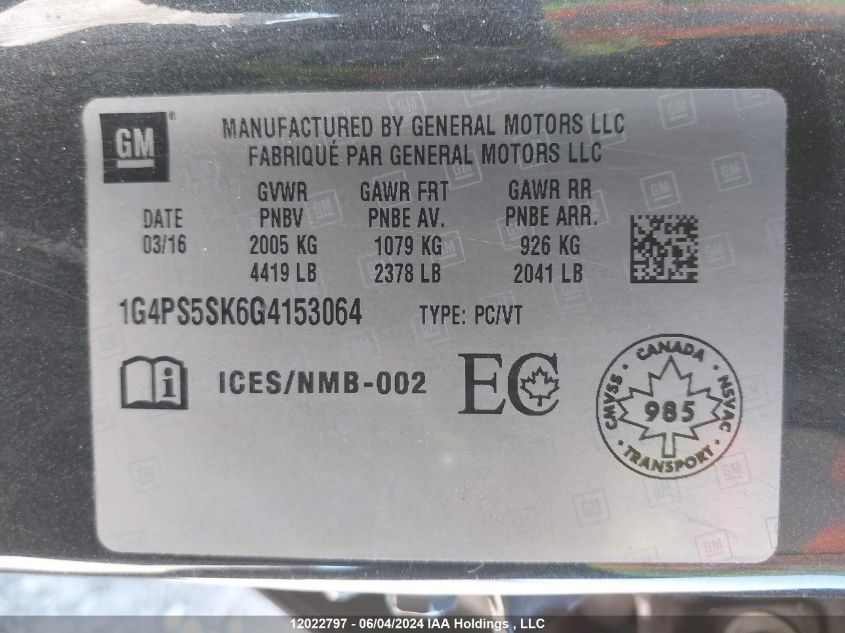 GM ®
MANUFACTURED BY GENERAL MOTORS LLC
FABRIQUÉ PAR GENERAL MOTORS LLC
GVWR GAWR FRT GAWR RR
DATE PNBV PNBE AV. PNBE ARR.
03/16 2005 KG 1079 KG 926 KG
4419 LB 2378 LB 2041 LB
1G4PS5SK6G4153064 TYPE: PC/VT
i ICES/NMB-002 EC
CANADA
CMVSS 985 NSVAC
TRANSPORT
12022797 - 06/04/2024 IAA Holdings , LLC